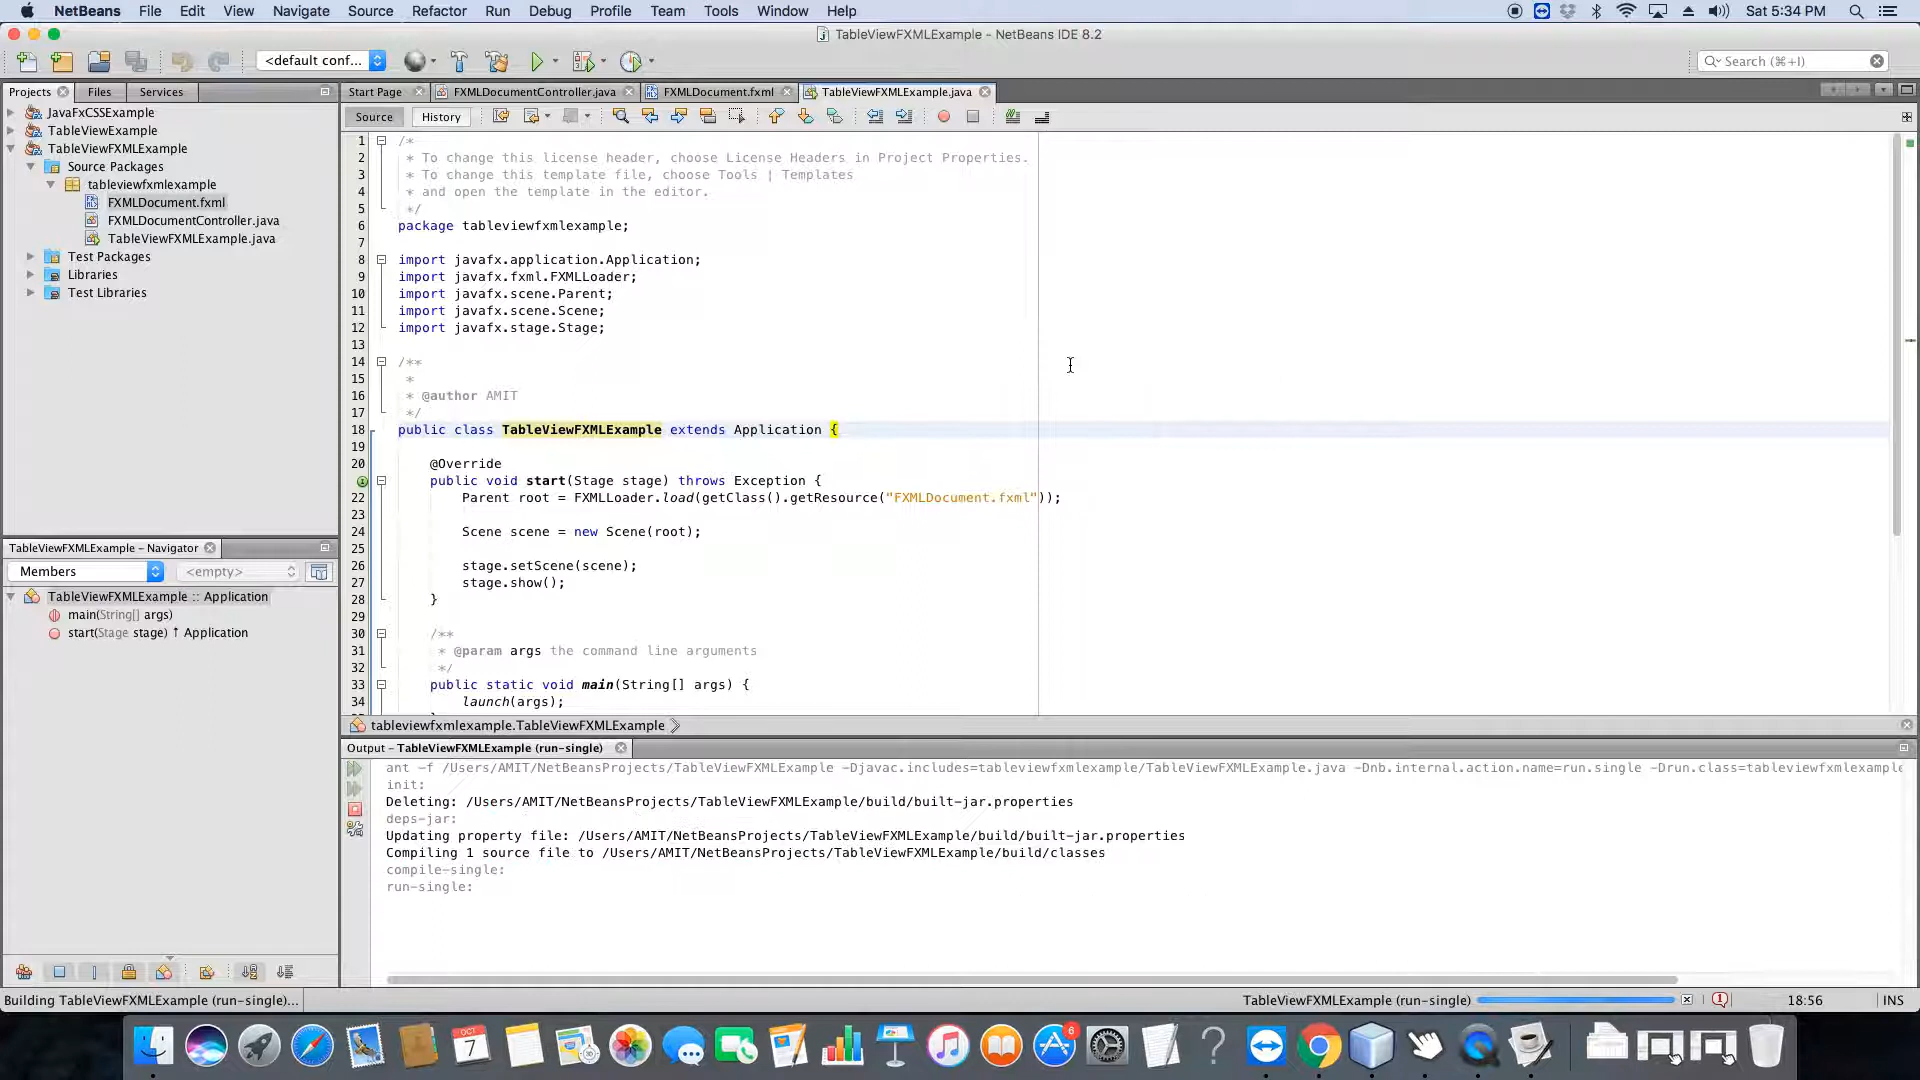 NetBeans File Edit View Navigate Source Refactor Run Debug Profile Team Tools Window Help Sat 5:34 PM
TableViewFXMLExample - NetBeans IDE 8.2
<default conf... Search (⌘+I)
Projects Files Services
Start Page FXMLDocumentController.java FXMLDocument.fxml TableViewFXMLExample.java
Source History
JavaFxCSSExample
TableViewExample
TableViewFXMLExample
Source Packages
tableviewfxmlexample
FXMLDocument.fxml
FXMLDocumentController.java
TableViewFXMLExample.java
Test Packages
Libraries
Test Libraries
1 /*
2 * To change this license header, choose License Headers in Project Properties.
3 * To change this template file, choose Tools | Templates
4 * and open the template in the editor.
5 */
6 package tableviewfxmlexample;
7
8 import javafx.application.Application;
9 import javafx.fxml.FXMLLoader;
10 import javafx.scene.Parent;
11 import javafx.scene.Scene;
12 import javafx.stage.Stage;
13
14 /**
15 *
16 * @author AMIT
17 */
18 public class TableViewFXMLExample extends Application {
19
20 @Override
public void start(Stage stage) throws Exception {
22 Parent root = FXMLLoader.load(getClass().getResource("FXMLDocument.fxml"));
23
24 Scene scene = new Scene(root);
25
26 stage.setScene(scene);
27 stage.show();
28 }
29
30 /**
31 * @param args the command line arguments
32 */
33 public static void main(String[] args) {
34 launch(args);
TableViewFXMLExample - Navigator
Members <empty>
TableViewFXMLExample :: Application
main(String[] args)
start(Stage stage) ↑ Application
tableviewfxmlexample.TableViewFXMLExample
Output - TableViewFXMLExample (run-single)
ant -f /Users/AMIT/NetBeansProjects/TableViewFXMLExample -Djavac.includes=tableviewfxmlexample/TableViewFXMLExample.java -Dnb.internal.action.name=run.single -Drun.class=tableviewfxmlexample
init:
Deleting: /Users/AMIT/NetBeansProjects/TableViewFXMLExample/build/built-jar.properties
deps-jar:
Updating property file: /Users/AMIT/NetBeansProjects/TableViewFXMLExample/build/built-jar.properties
Compiling 1 source file to /Users/AMIT/NetBeansProjects/TableViewFXMLExample/build/classes
compile-single:
run-single:
Building TableViewFXMLExample (run-single)... TableViewFXMLExample (run-single) 18:56 INS
OCT
7
6